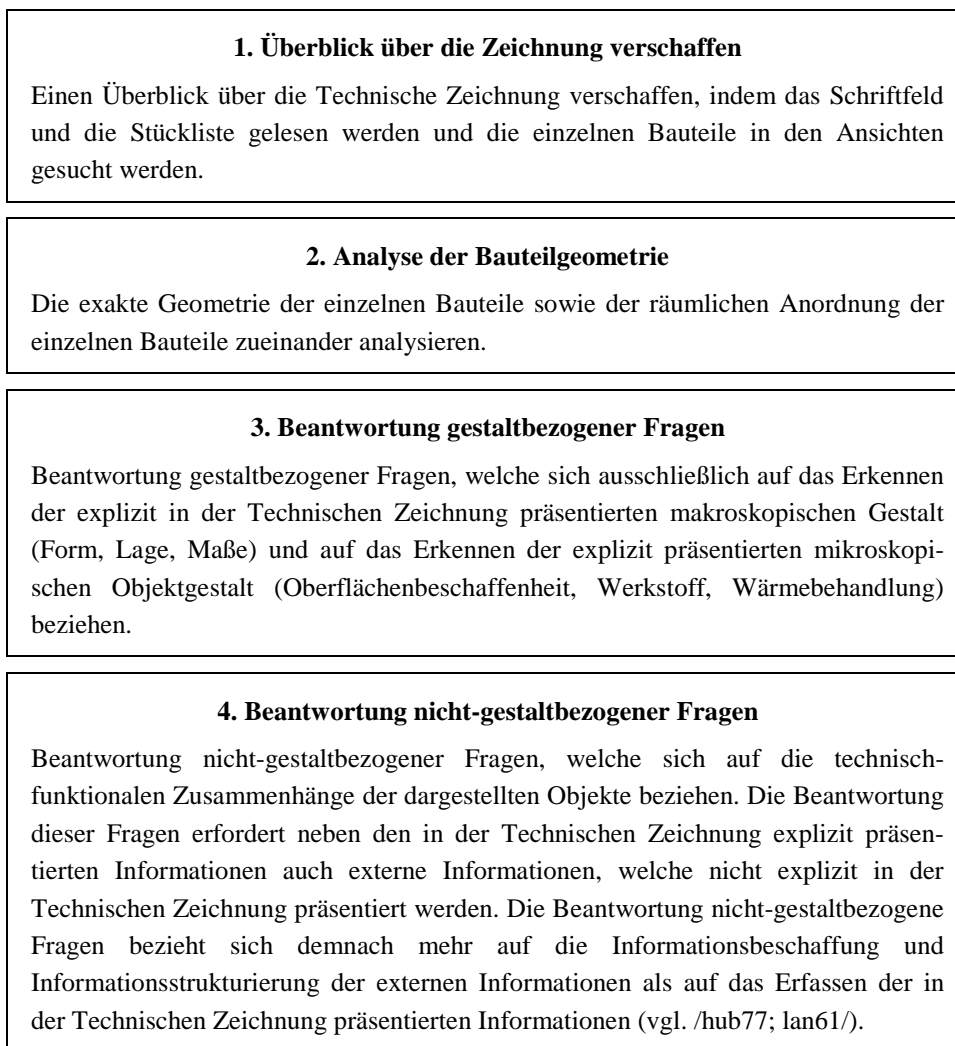 1. Überblick über die Zeichnung verschaffen
Einen Überblick über die Technische Zeichnung verschaffen, indem das Schriftfeld
und die Stückliste gelesen werden und die einzelnen Bauteile in den Ansichten
gesucht werden.
2. Analyse der Bauteilgeometrie
Die exakte Geometrie der einzelnen Bauteile sowie der räumlichen Anordnung der
einzelnen Bauteile zueinander analysieren.
3. Beantwortung gestaltbezogener Fragen
Beantwortung gestaltbezogener Fragen, welche sich ausschließlich auf das Erkennen
der explizit in der Technischen Zeichnung präsentierten makroskopischen Gestalt
(Form, Lage, Maße) und auf das Erkennen der explizit präsentierten mikroskopi-
schen Objektgestalt (Oberflächenbeschaffenheit, Werkstoff, Wärmebehandlung)
beziehen.
4. Beantwortung nicht-gestaltbezogener Fragen
Beantwortung nicht-gestaltbezogener Fragen, welche sich auf die technisch-
funktionalen Zusammenhänge der dargestellten Objekte beziehen. Die Beantwortung
dieser Fragen erfordert neben den in der Technischen Zeichnung explizit präsen-
tierten Informationen auch externe Informationen, welche nicht explizit in der
Technischen Zeichnung präsentiert werden. Die Beantwortung nicht-gestaltbezogene
Fragen bezieht sich demnach mehr auf die Informationsbeschaffung und
Informationsstrukturierung der externen Informationen als auf das Erfassen der in
der Technischen Zeichnung präsentierten Informationen (vgl. /hub77; lan61/).